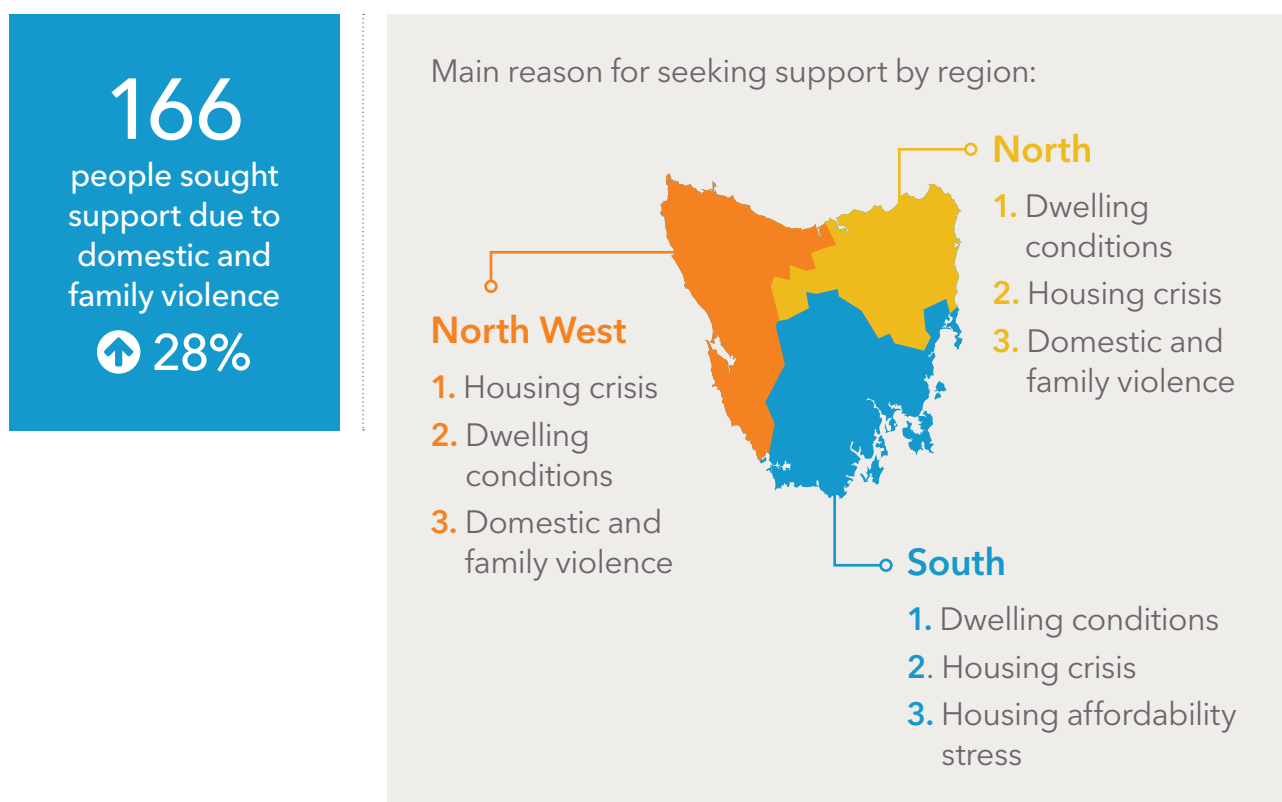 166
people sought
support due to
domestic and
family violence
28%
Main reason for seeking support by region:
North
1. Dwelling
conditions
2. Housing crisis
3. Domestic and
family violence
North West
1. Housing crisis
2. Dwelling
conditions
3. Domestic and
family violence
South
1. Dwelling conditions
2. Housing crisis
3. Housing affordability
stress